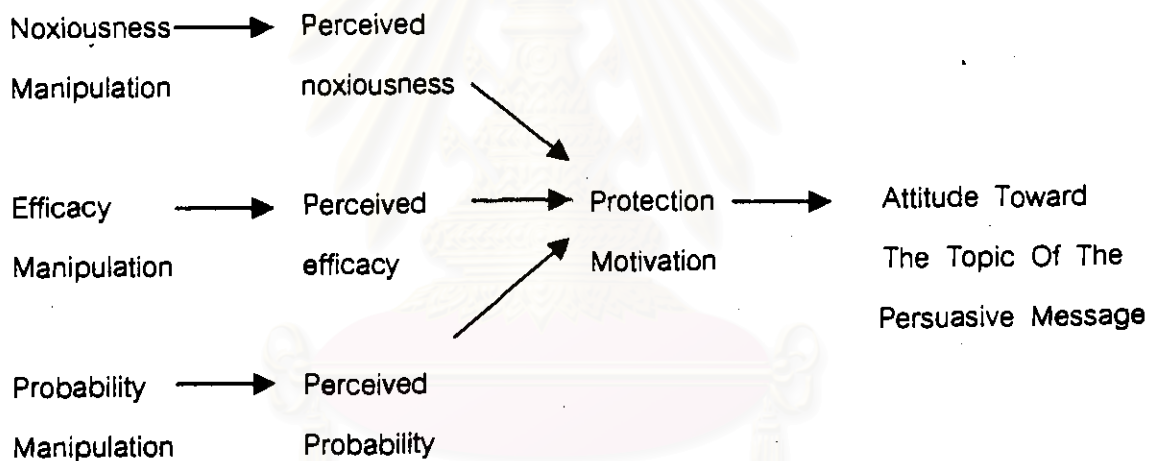 Noxiousness
Manipulation
Perceived
noxiousness
Efficacy
Manipulation
Perceived
efficacy
Probability
Manipulation
Perceived
Probability
Protection
Motivation
Attitude Toward
The Topic Of The
Persuasive Message